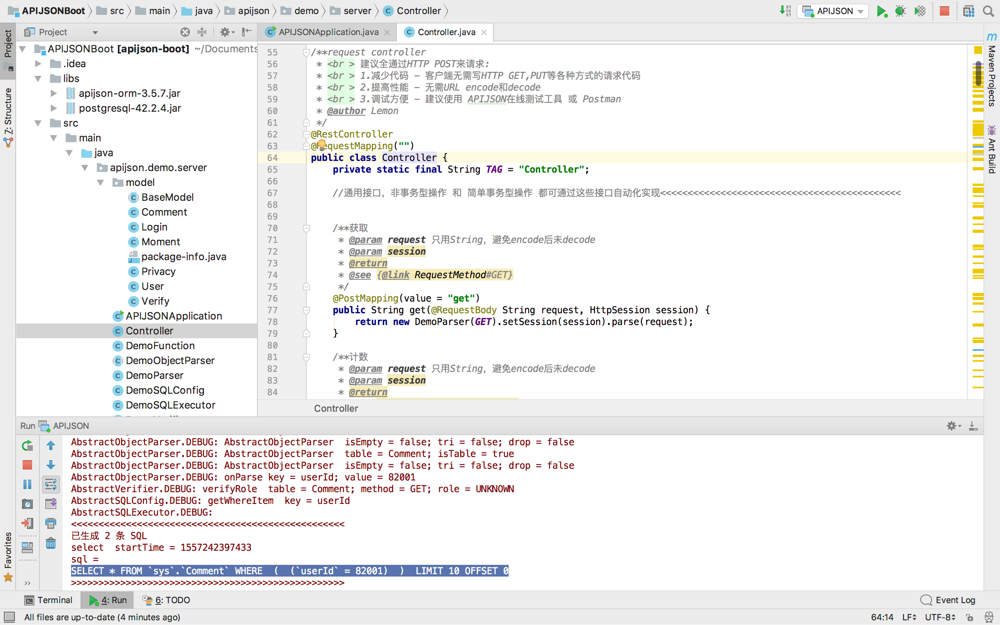 APIJSONBoot src main java apijson demo server Controller
APIJSON
Project
APIJSONApplication.java
Controller.java
Project
7: Structure
Favorites
APIJSONBoot [apijson-boot] ~/Documents
.idea
libs
apijson-orm-3.5.7.jar
postgresql-42.2.4.jar
src
main
java
apijson.demo.server
model
BaseModel
Comment
Login
Moment
package-info.java
Privacy
User
Verify
APIJSONApplication
Controller
DemoFunction
DemoObjectParser
DemoParser
DemoSQLConfig
DemoSQLExecutor
55 /**request controller
56 * <br > 建议全通过HTTP POST来请求:
57 * <br > 1.减少代码 - 客户端无需写HTTP GET,PUT等各种方式的请求代码
58 * <br > 2.提高性能 - 无需URL encode和decode
59 * <br > 3.调试方便 - 建议使用 APIJSON在线测试工具 或 Postman
60 * @author Lemon
61 */
62 @RestController
63 @RequestMapping("")
64 public class Controller {
65 private static final String TAG = "Controller";
66
67 //通用接口，非事务型操作 和 简单事务型操作 都可通过这些接口自动化实现<<<<<<<<<<<<<<<<<<<<<<<<<<<<<<<<<<<<<<<<<<<<
68
69
70 /**获取
71 * @param request 只用String，避免encode后未decode
72 * @param session
73 * @return
74 * @see {@link RequestMethod#GET}
75 */
76 @PostMapping(value = "get")
77 public String get(@RequestBody String request, HttpSession session) {
78 return new DemoParser(GET).setSession(session).parse(request);
79 }
80
81 /**计数
82 * @param request 只用String，避免encode后未decode
83 * @param session
84 * @return
Controller
m Maven Projects
Ant Build
Run APIJSON
AbstractObjectParser.DEBUG: AbstractObjectParser  isEmpty = false; tri = false; drop = false
AbstractObjectParser.DEBUG: AbstractObjectParser  table = Comment; isTable = true
AbstractObjectParser.DEBUG: AbstractObjectParser  isEmpty = false; tri = false; drop = false
AbstractObjectParser.DEBUG: onParse key = userId; value = 82001
AbstractVerifier.DEBUG: verifyRole  table = Comment; method = GET; role = UNKNOWN
AbstractSQLConfig.DEBUG: getWhereItem  key = userId
AbstractSQLExecutor.DEBUG:
<<<<<<<<<<<<<<<<<<<<<<<<<<<<<<<<<<<<<<<<<<<<<<<<<<
已生成 2 条 SQL
select  startTime = 1557242397433
sql =
SELECT * FROM `sys`.`Comment` WHERE  (  (`userId` = 82001)  )  LIMIT 10 OFFSET 0
>>>>>>>>>>>>>>>>>>>>>>>>>>>>>>>>>>>>>>>>>>>>>>>>>>
Terminal 4: Run 6: TODO Event Log
All files are up-to-date (4 minutes ago) 64:14 LF UTF-8